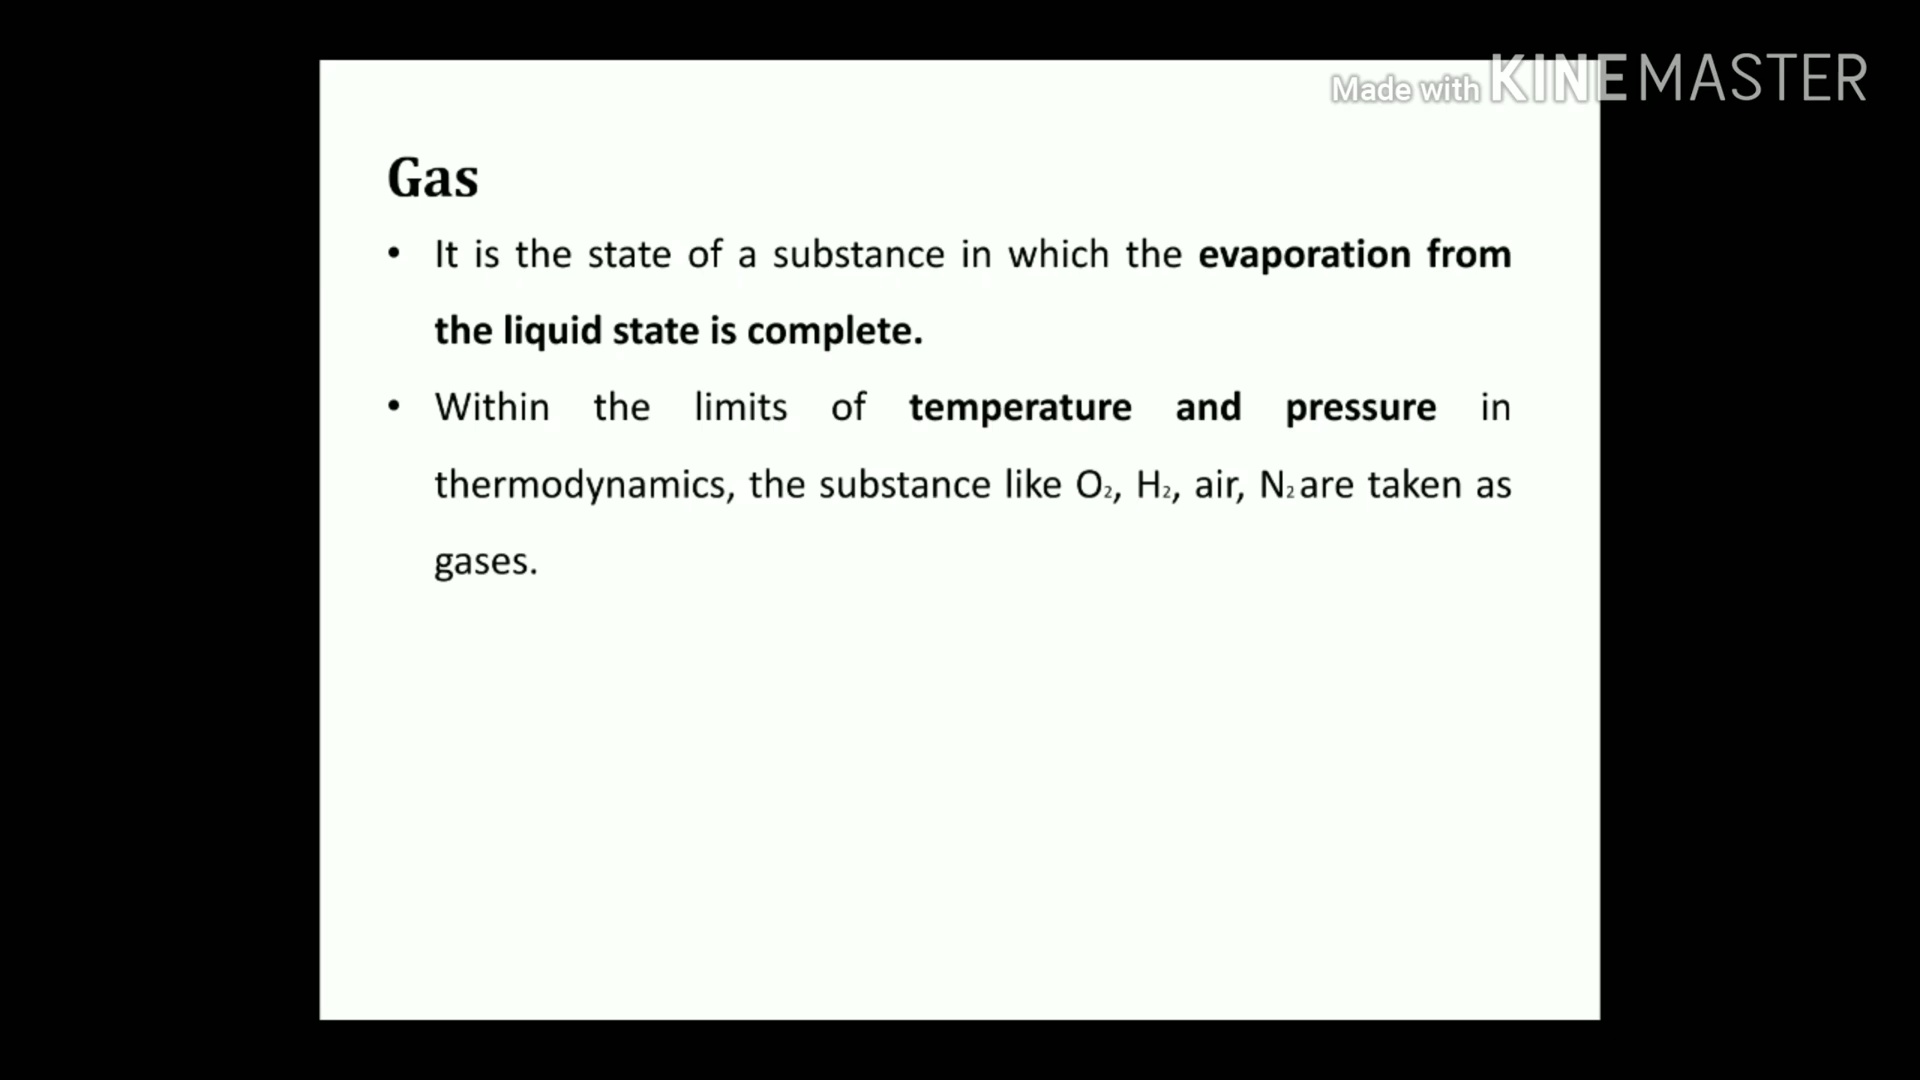 Made with KINEMASTER
Gas
• It is the state of a substance in which the evaporation from
the liquid state is complete.
• Within the limits of temperature and pressure in
thermodynamics, the substance like O₂, H₂, air, N₂ are taken as
gases.